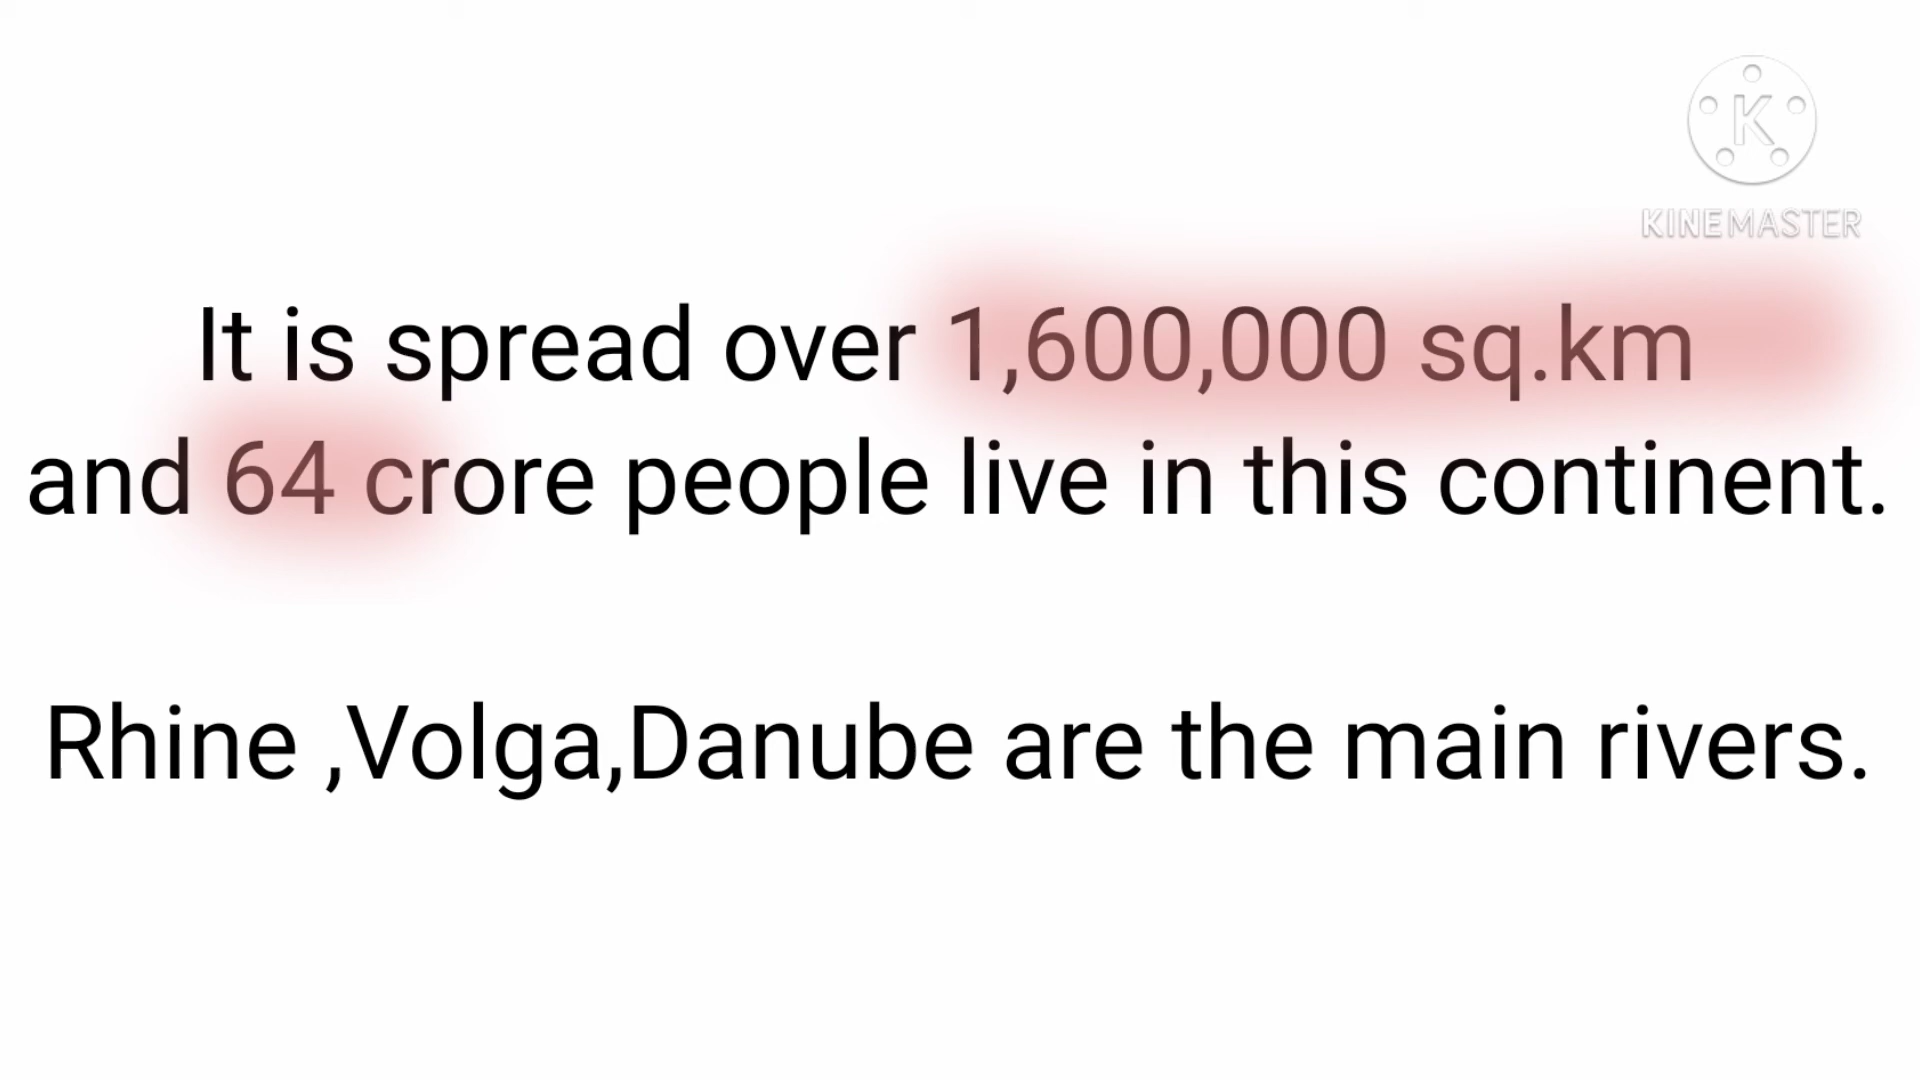 K
KINEMASTER
It is spread over 1,600,000 sq.km
and 64 crore people live in this continent.
Rhine ,Volga,Danube are the main rivers.